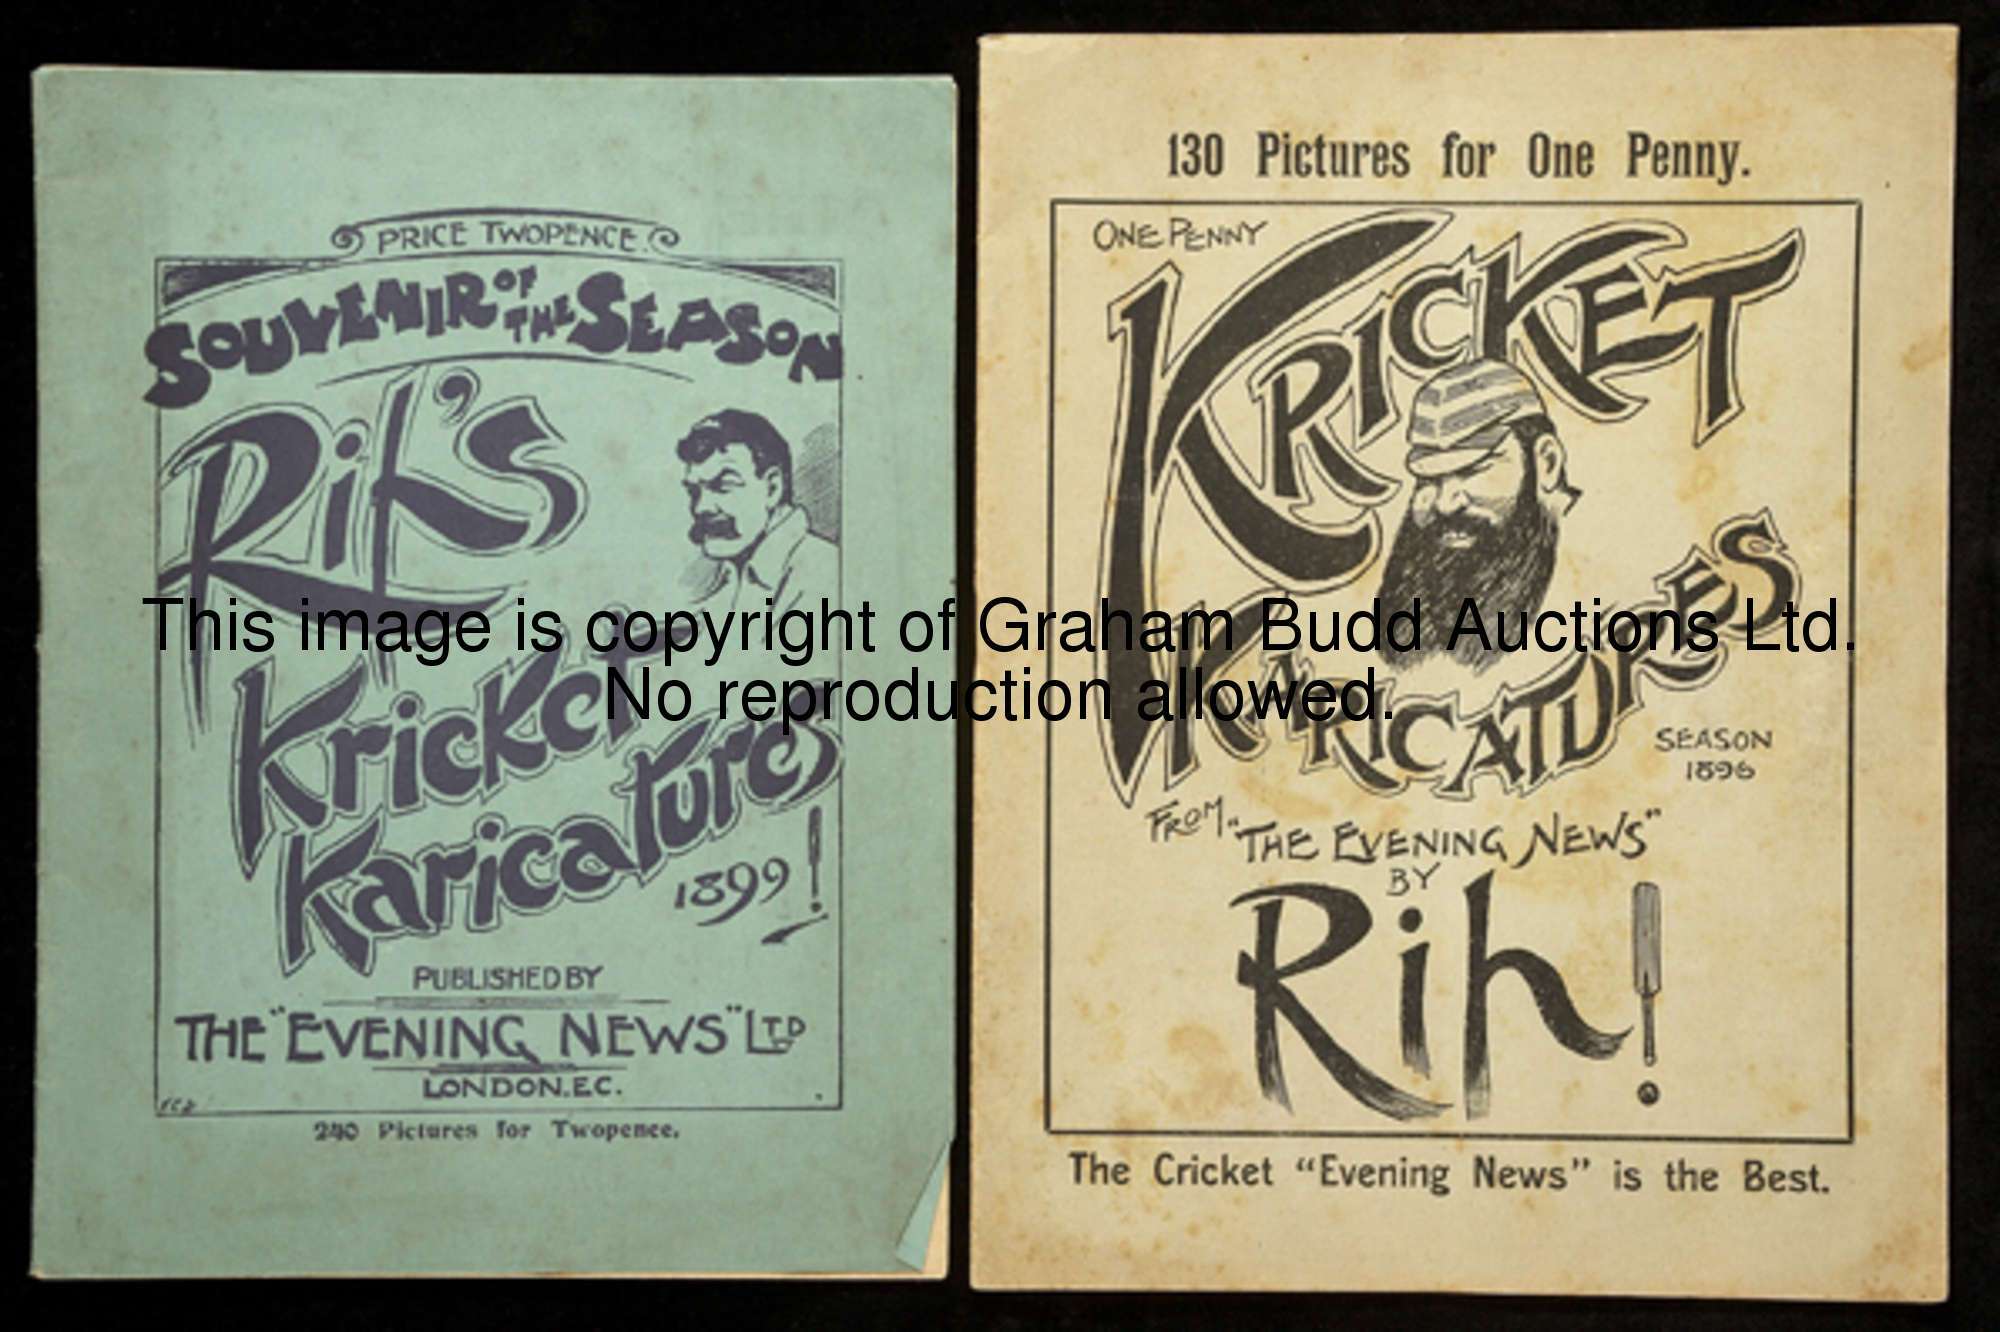 PRICE TWOPENCE.
SOUVENIR OF THE SEASON
Rik's
Kricket
Karicatures
1899!
PUBLISHED BY
THE "EVENING NEWS" LTD
LONDON. E.C.
240 Pictures for Twopence.
130 Pictures for One Penny.
ONE PENNY
KRICKET
KARICATURES
SEASON
1896
FROM "THE EVENING NEWS"
BY
Rih!
The Cricket "Evening News" is the Best.
This image is copyright of Graham Budd Auctions Ltd.
No reproduction allowed.